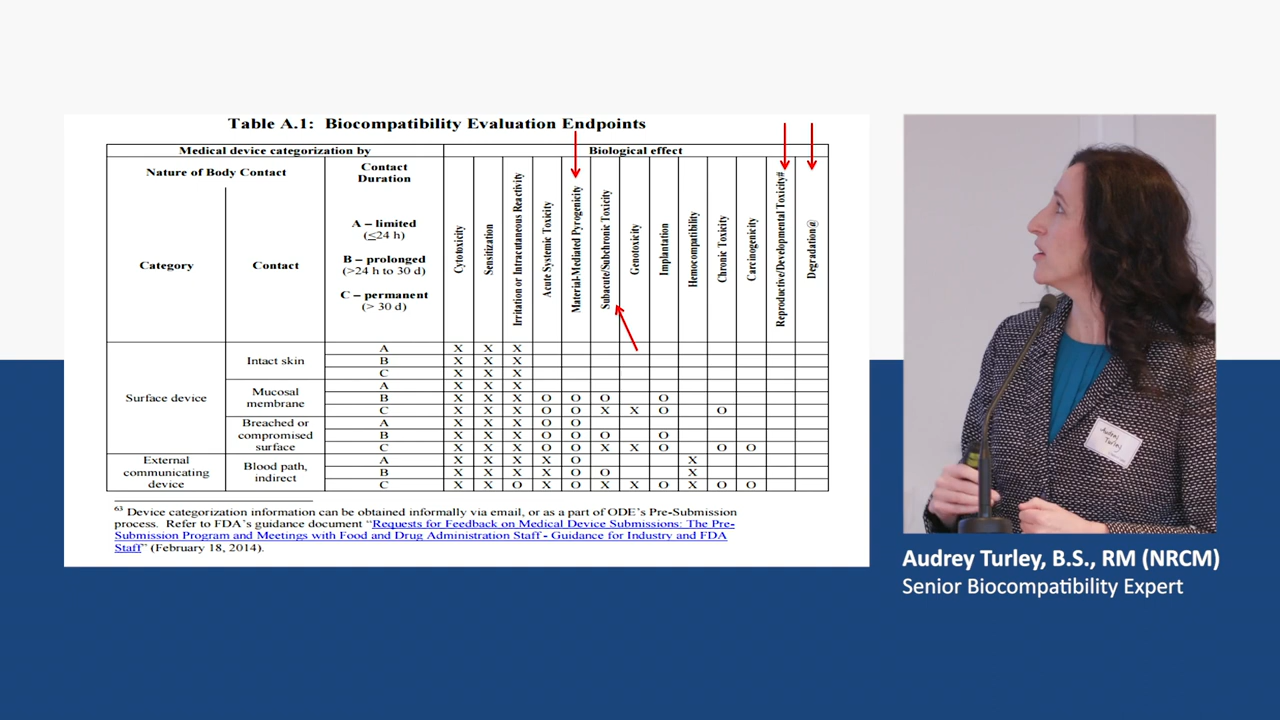 Table A.1: Biocompatibility Evaluation Endpoints
Medical device categorization by
Biological effect
Nature of Body Contact
Contact
Duration
A – limited
(≤24 h)
B – prolonged
(>24 h to 30 d)
C – permanent
(> 30 d)
Category
Contact
Cytotoxicity
Sensitization
Irritation or Intracutaneous Reactivity
Acute Systemic Toxicity
Material-Mediated Pyrogenicity
Subacute/Subchronic Toxicity
Genotoxicity
Implantation
Hemocompatibility
Chronic Toxicity
Carcinogenicity
Reproductive/Developmental Toxicity#
Degradation@
Surface device
Intact skin
A X X X
B X X X
C X X X
Mucosal
membrane
A X X X
B X X X O O O O
C X X X O O X X O O
Breached or
compromised
surface
A X X X O O
B X X X O O O O
C X X X O O X X O O O
External
communicating
device
Blood path,
indirect
A X X X X O X
B X X X X O O X
C X X O X O X X O X O O
63 Device categorization information can be obtained informally via email, or as a part of ODE's Pre-Submission
process. Refer to FDA's guidance document "Requests for Feedback on Medical Device Submissions: The Pre-
Submission Program and Meetings with Food and Drug Administration Staff - Guidance for Industry and FDA
Staff" (February 18, 2014).
Audrey
Turley
Audrey Turley, B.S., RM (NRCM)
Senior Biocompatibility Expert